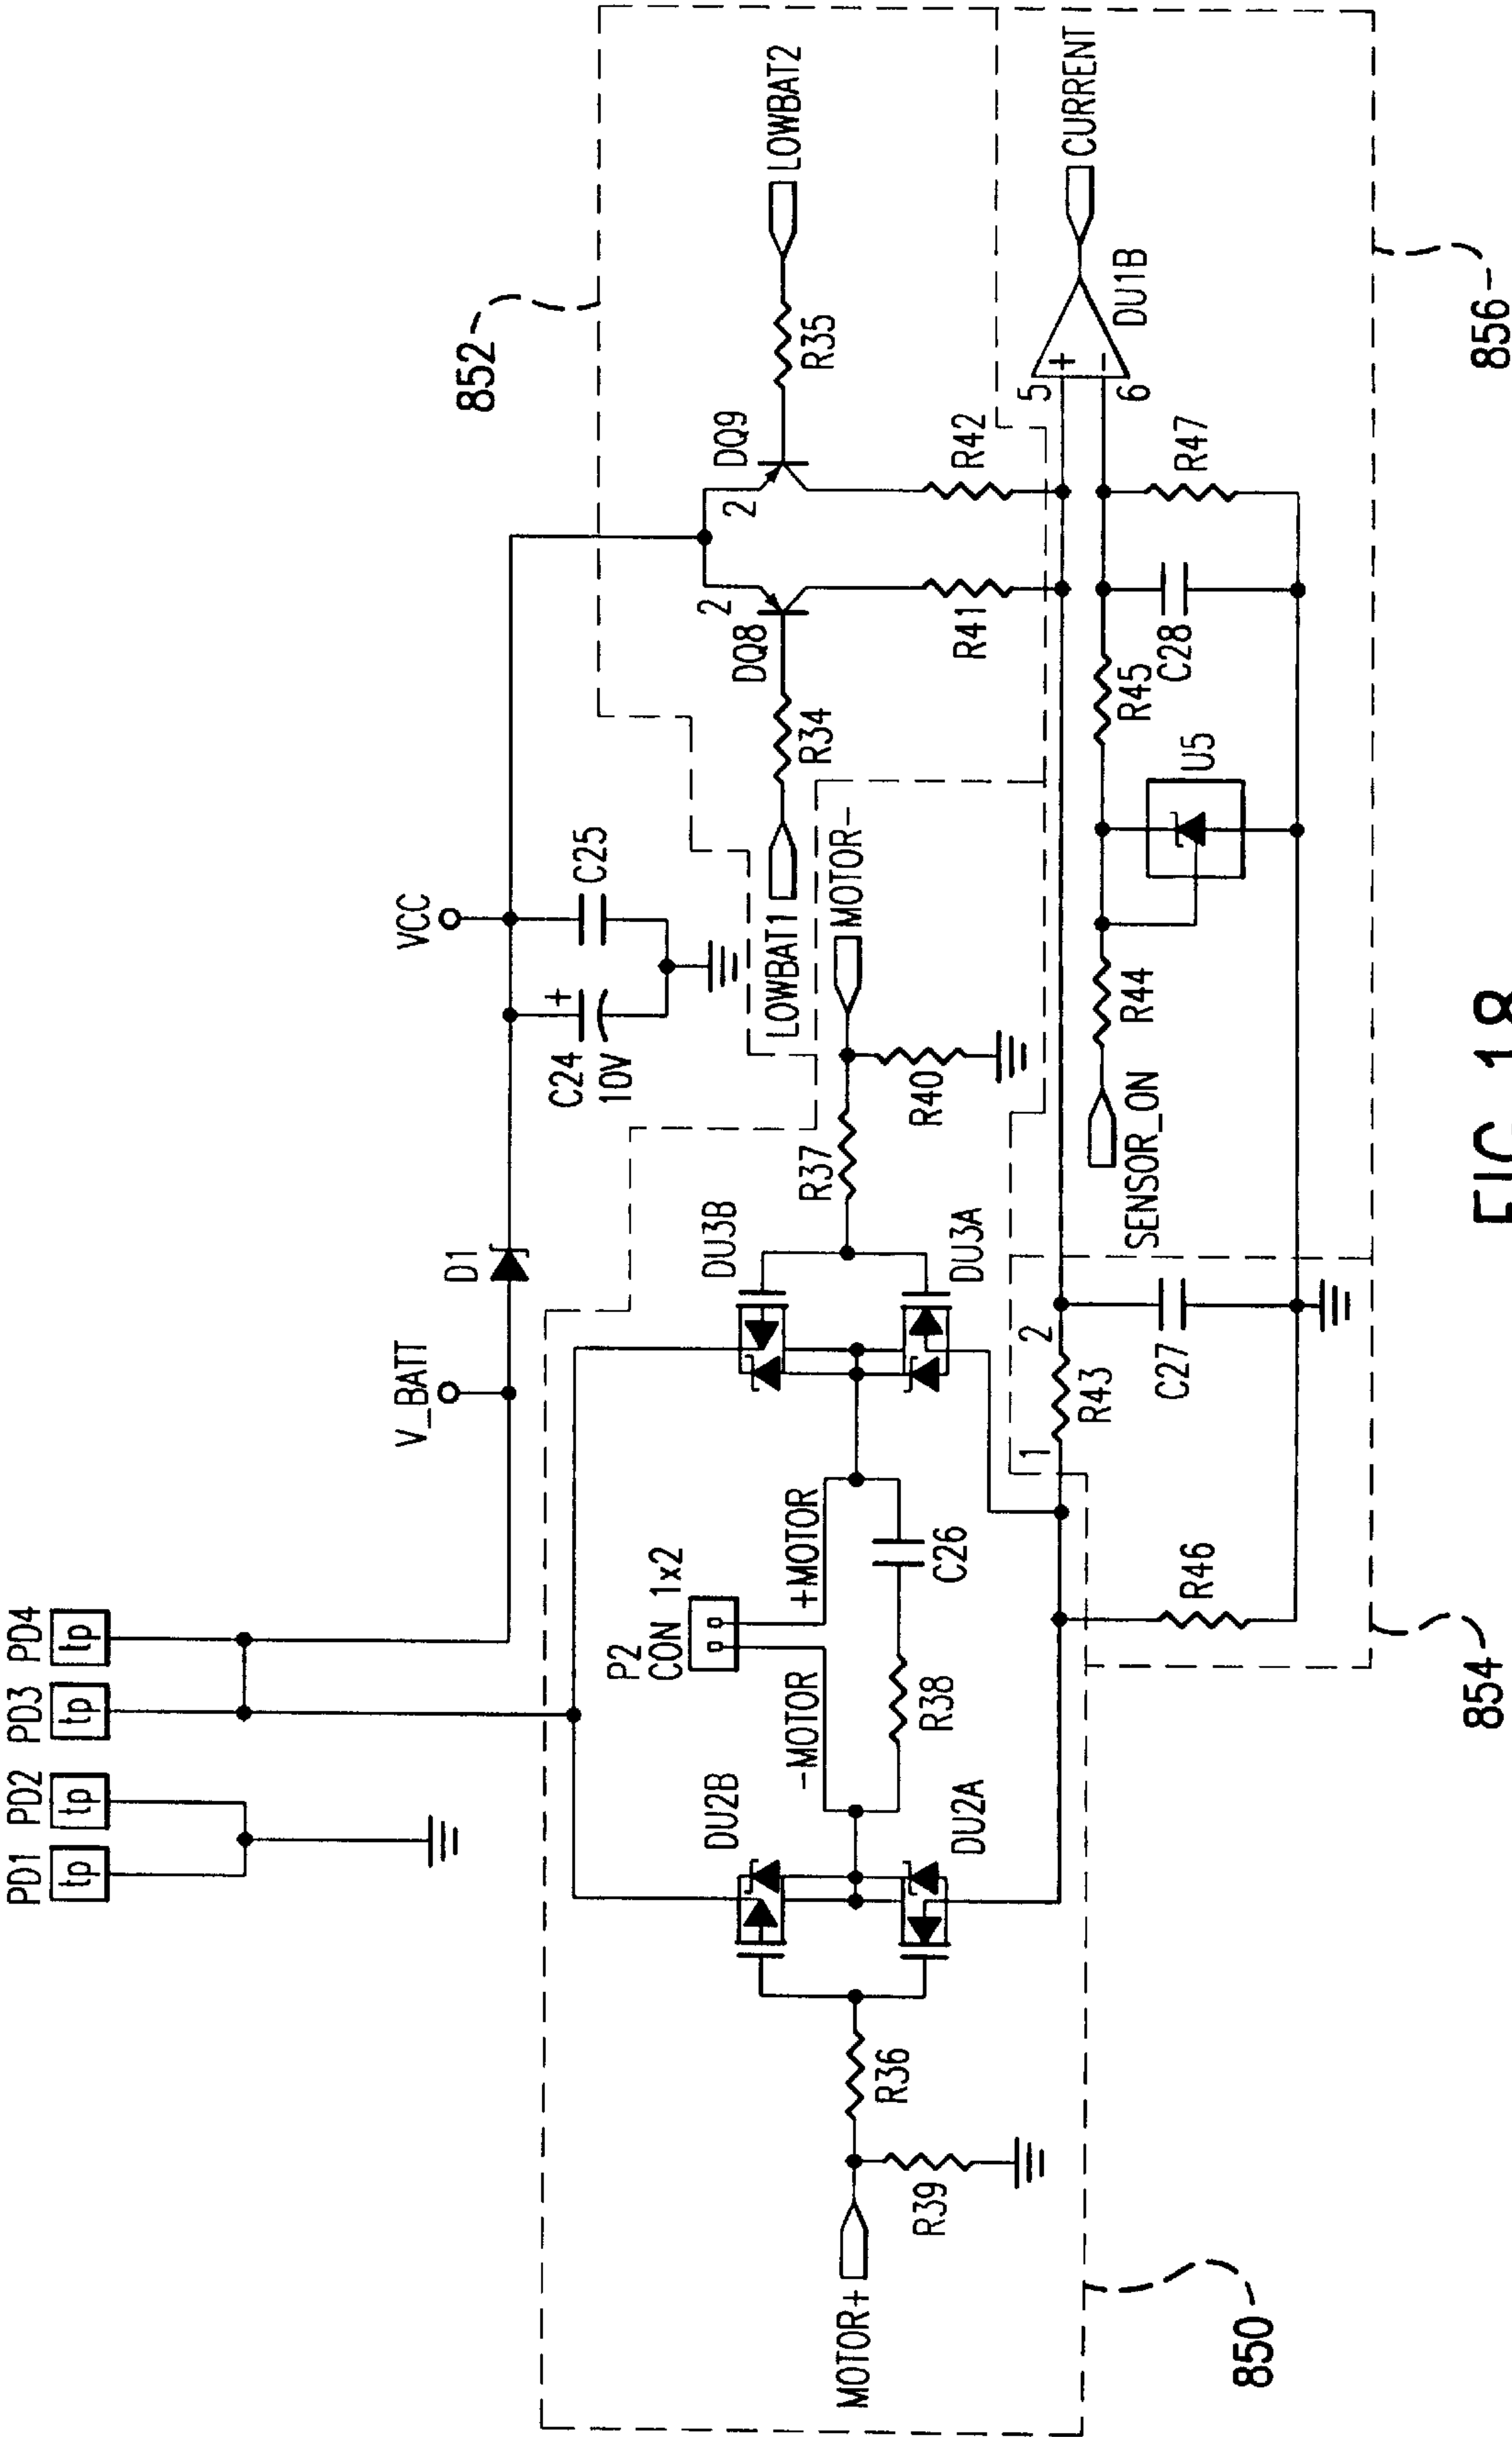 PD1
PD2
PD3
PD4
tp
tp
tp
tp
V_BATT
VCC
D1
C24
10V
+
C25
852
LOWBAT2
R35
DQ9
2
DQ8
2
R34
LOWBAT1
R41
R42
P2
CON 1x2
-MOTOR
+MOTOR
DU2B
DU3B
DU2A
DU3A
R38
C26
MOTOR+
R39
R36
R37
R40
MOTOR-
850
1
R43
2
C27
R46
854
SENSOR_ON
R44
U5
R45
C28
R47
5
+
6
-
DU1B
CURRENT
856
FIG. 18